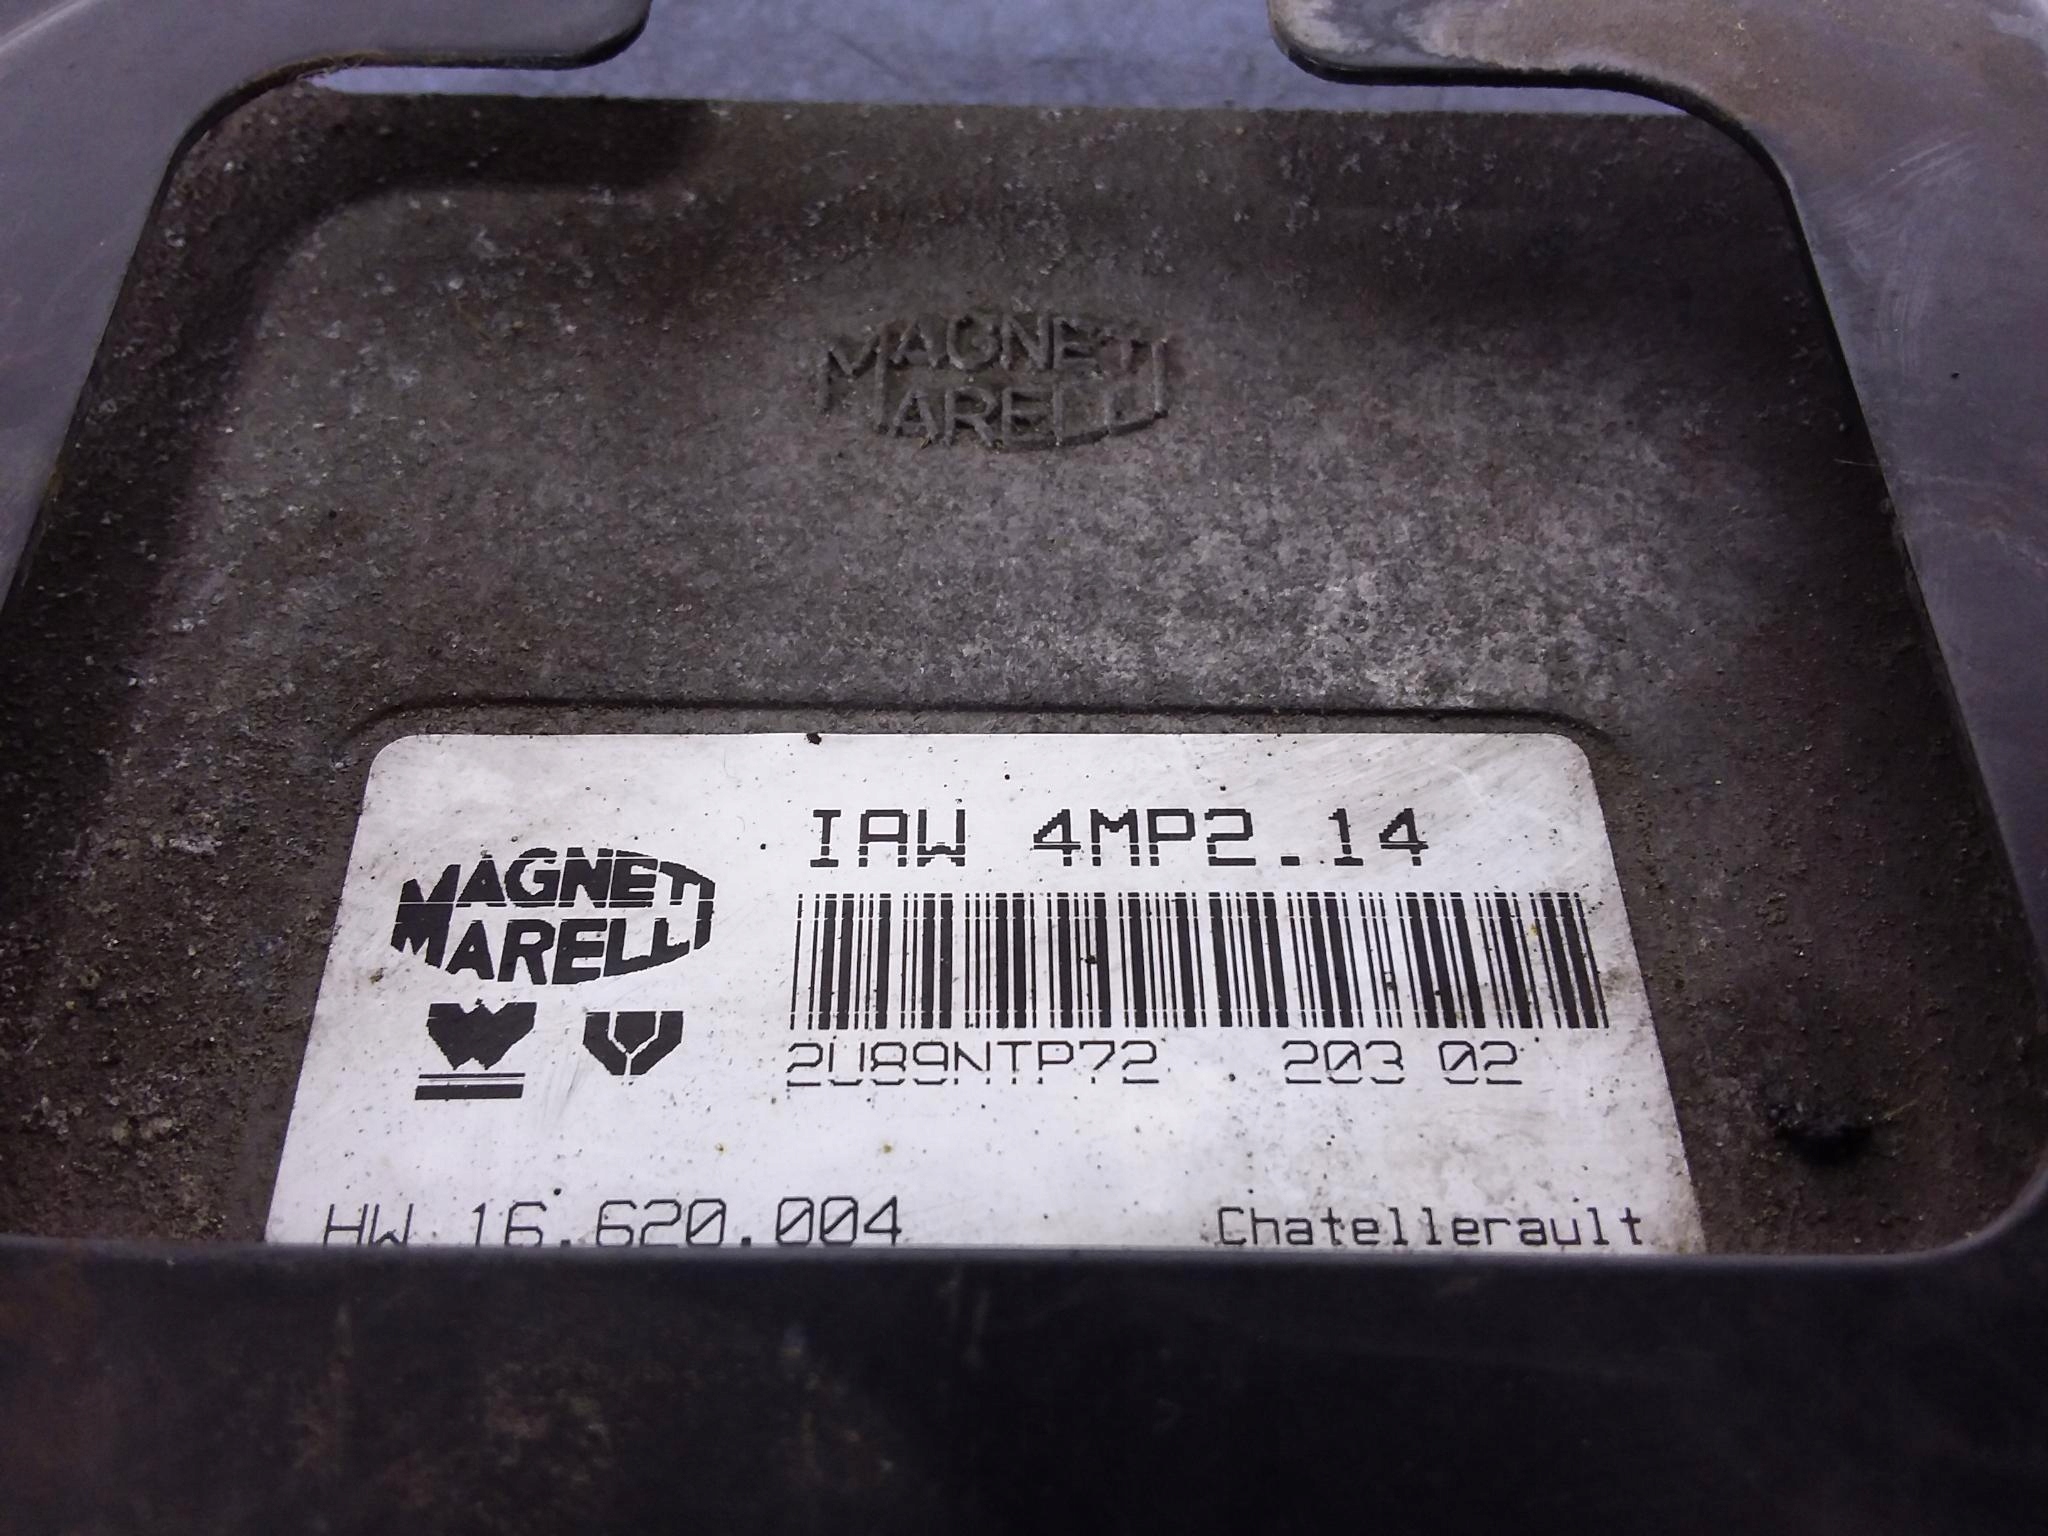 MAGNETI
MARELLI
IAW 4MP2.14
MAGNETI
MARELLI
2U89NTP72 203 02
HW 16.620.004 Chatellerault